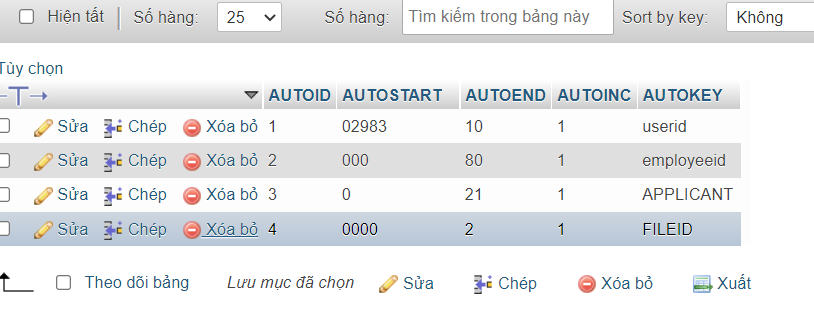 Hiện tất Số hàng: 25 Số hàng: Tìm kiếm trong bảng này Sort by key: Không
Tùy chọn
AUTOID AUTOSTART AUTOEND AUTOINC AUTOKEY
Sửa Chép Xóa bỏ 1 02983 10 1 userid
Sửa Chép Xóa bỏ 2 000 80 1 employeeid
Sửa Chép Xóa bỏ 3 0 21 1 APPLICANT
Sửa Chép Xóa bỏ 4 0000 2 1 FILEID
Theo dõi bảng Lưu mục đã chọn Sửa Chép Xóa bỏ Xuất